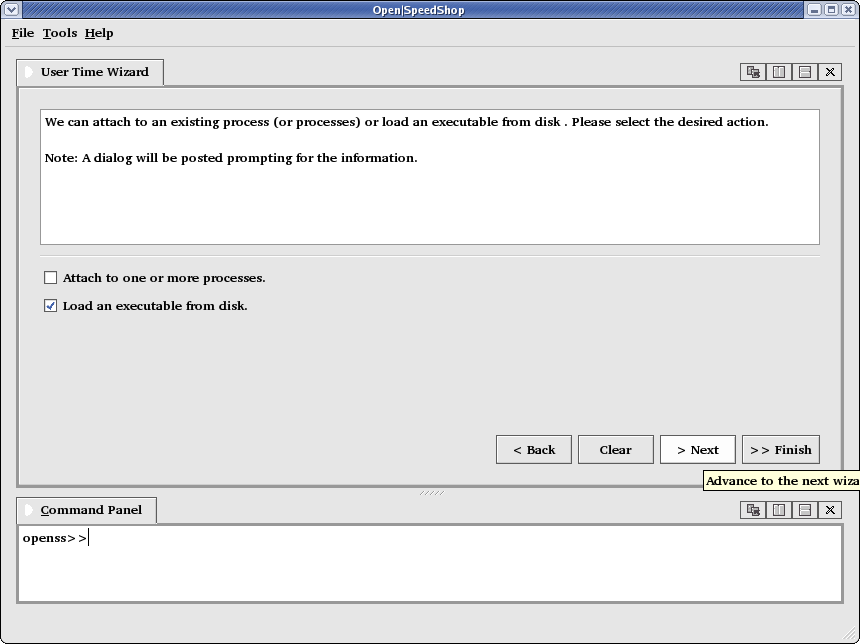 Open|SpeedShop
File Tools Help
User Time Wizard
We can attach to an existing process (or processes) or load an executable from disk . Please select the desired action.
Note: A dialog will be posted prompting for the information.
Attach to one or more processes.
Load an executable from disk.
< Back Clear > Next >> Finish
Advance to the next wiza
Command Panel
openss>>